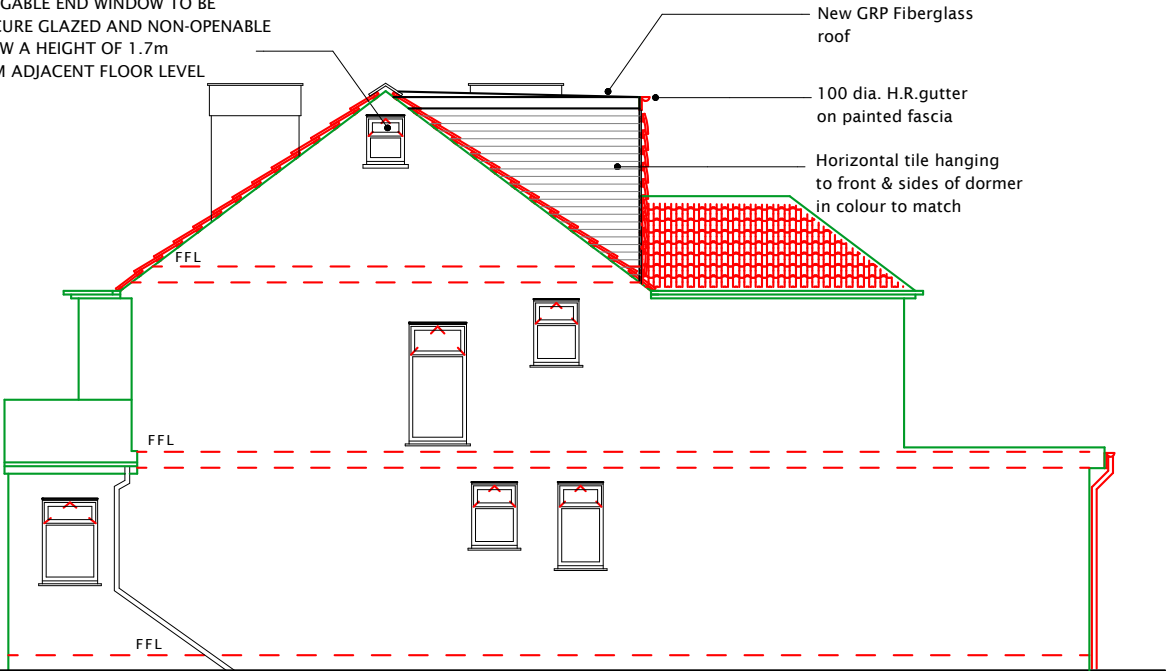 GABLE END WINDOW TO BE
CURE GLAZED AND NON-OPENABLE
W A HEIGHT OF 1.7m
M ADJACENT FLOOR LEVEL
New GRP Fiberglass
roof
100 dia. H.R.gutter
on painted fascia
Horizontal tile hanging
to front & sides of dormer
in colour to match
FFL
FFL
FFL